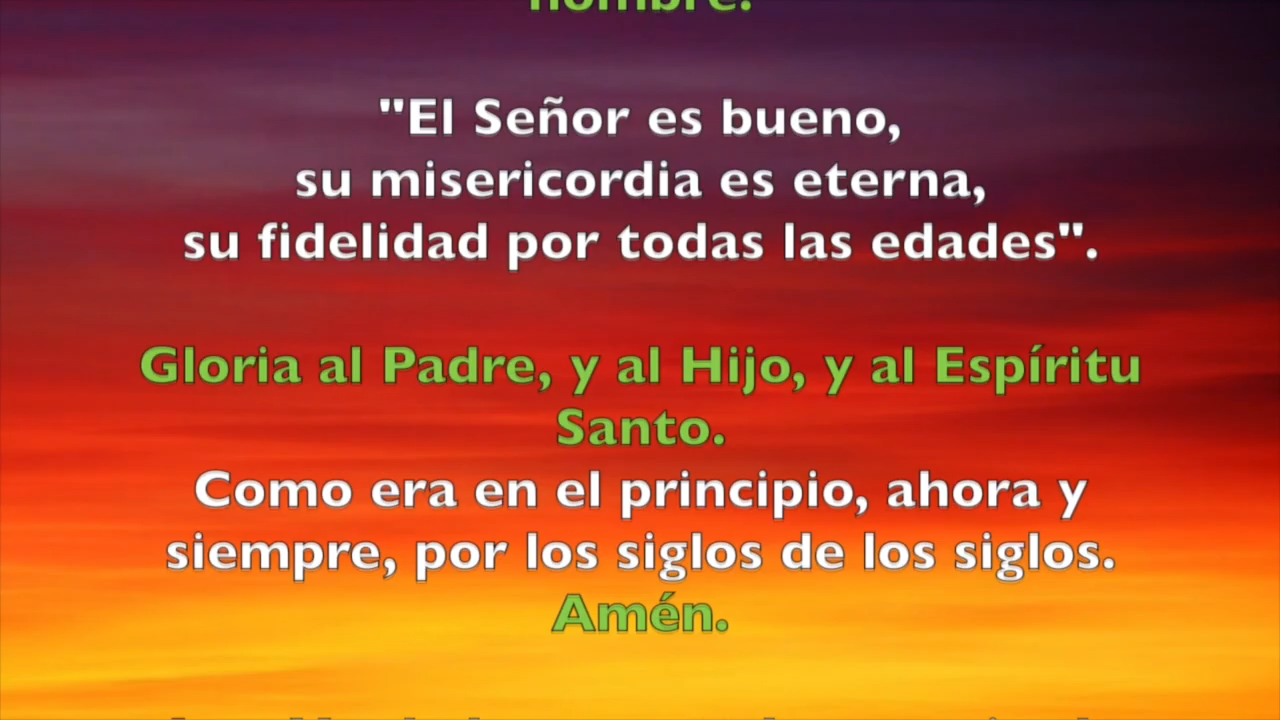 nombre.
"El Señor es bueno,
su misericordia es eterna,
su fidelidad por todas las edades".
Gloria al Padre, y al Hijo, y al Espíritu
Santo.
Como era en el principio, ahora y
siempre, por los siglos de los siglos.
Amén.